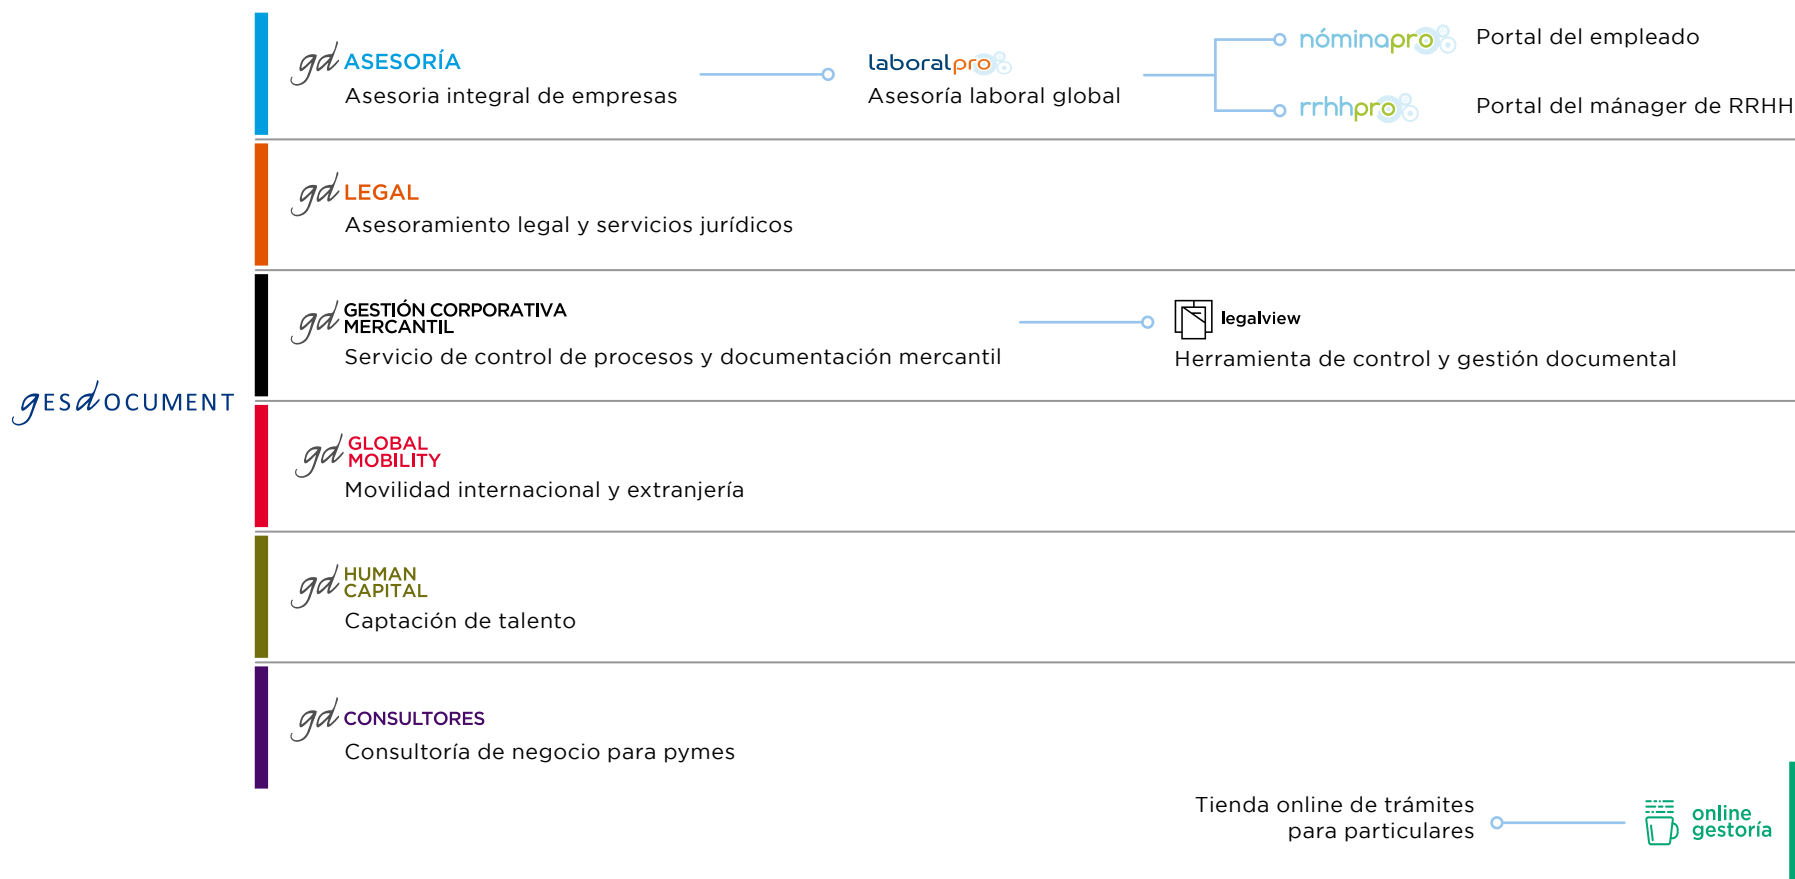 gESdOCUMENT
gd ASESORÍA
Asesoria integral de empresas
laboralpro
Asesoría laboral global
nóminapro
Portal del empleado
rrhhpro
Portal del mánager de RRHH
gd LEGAL
Asesoramiento legal y servicios jurídicos
gd GESTIÓN CORPORATIVA
MERCANTIL
Servicio de control de procesos y documentación mercantil
legalview
Herramienta de control y gestión documental
gd GLOBAL
MOBILITY
Movilidad internacional y extranjería
gd HUMAN
CAPITAL
Captación de talento
gd CONSULTORES
Consultoría de negocio para pymes
Tienda online de trámites
para particulares
online
gestoría